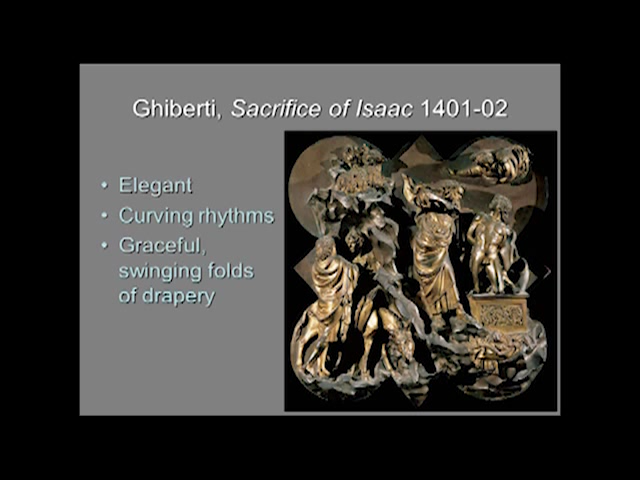 Ghiberti, Sacrifice of Isaac 1401-02
• Elegant
• Curving rhythms
• Graceful,
swinging folds
of drapery